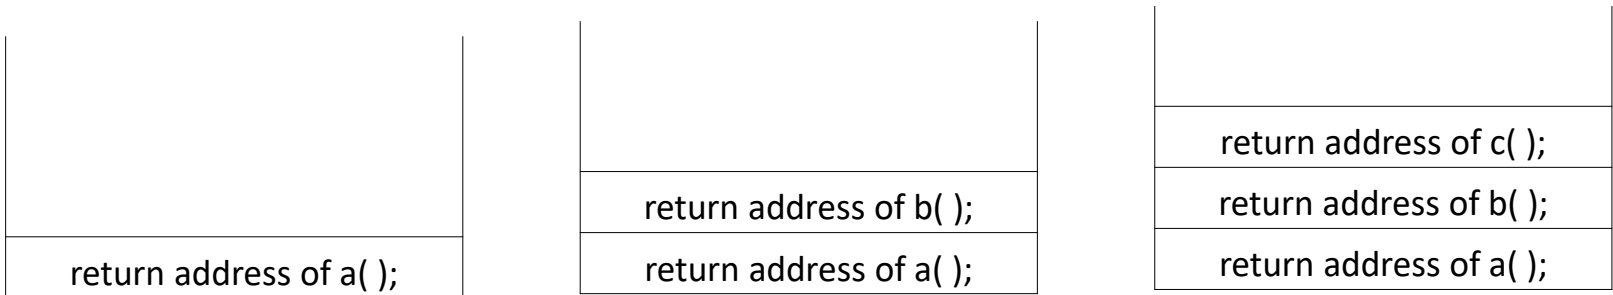 return address of a( );
return address of b( );
return address of a( );
return address of c( );
return address of b( );
return address of a( );